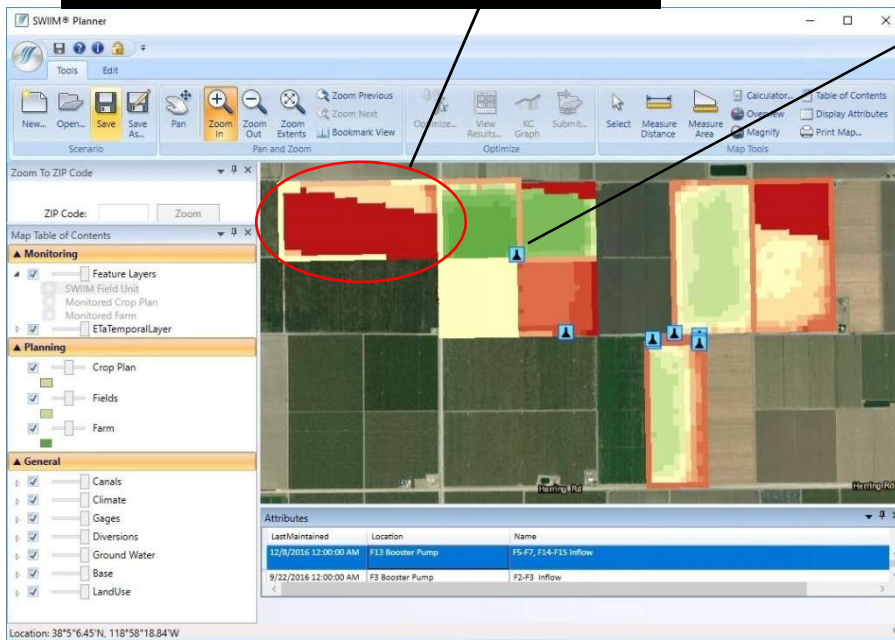 SWIIM® Planner
Tools Edit
New... Open... Save Save As... Pan Zoom In Zoom Out Zoom Extents Zoom Previous Zoom Next Bookmark View Optimize... View Results... KC Graph Submit... Select Measure Distance Measure Area Calculator... Overview Magnify Table of Contents Display Attributes Print Map...
Scenario Pan and Zoom Optimize Map Tools
Zoom To ZIP Code
ZIP Code: Zoom
Map Table of Contents
Monitoring
Feature Layers
SWIIM Field Unit
Monitored Crop Plan
Monitored Farm
ETaTemporalLayer
Planning
Crop Plan
Fields
Farm
General
Canals
Climate
Gages
Diversions
Ground Water
Base
LandUse
Herring Rd Herring Rd
Attributes
LastMaintained Location Name
12/8/2016 12:00:00 AM F13 Booster Pump F5-F7, F14-F15 Inflow
9/22/2016 12:00:00 AM F3 Booster Pump F2-F3 Inflow
Location: 38°5'6.45'N, 118°58'18.84'W